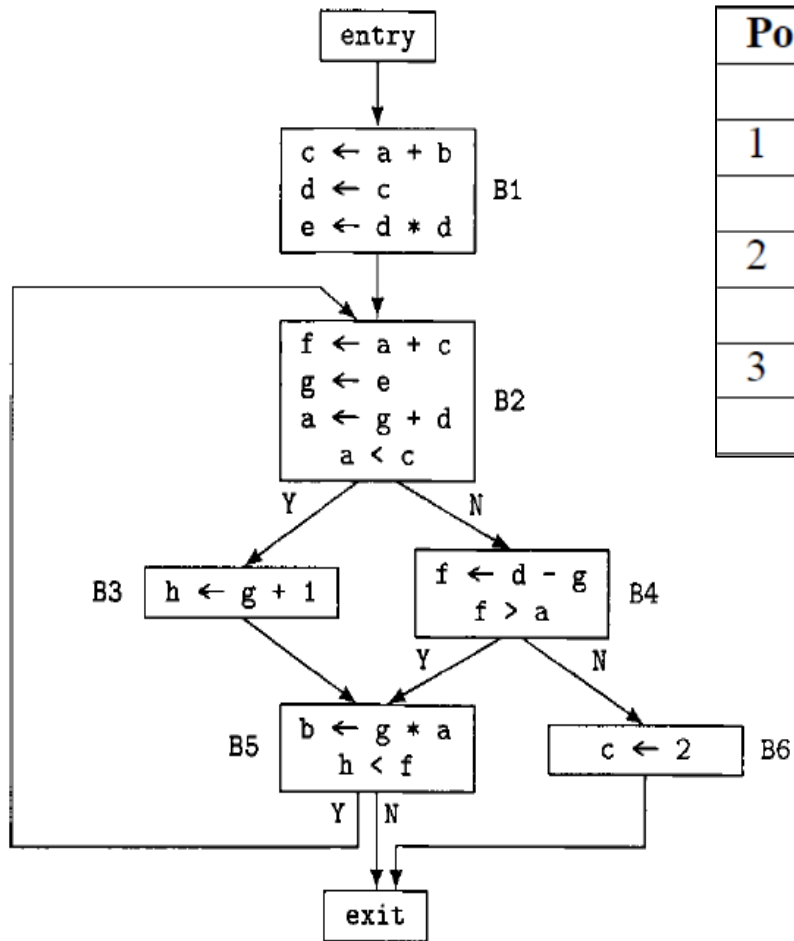 entry
c ← a + b
d ← c
e ← d * d
B1
f ← a + c
g ← e
a ← g + d
a < c
B2
Y
N
B3
h ← g + 1
f ← d - g
f > a
B4
Y
N
B5
b ← g * a
h < f
c ← 2
B6
Y
N
exit
Po
1
2
3